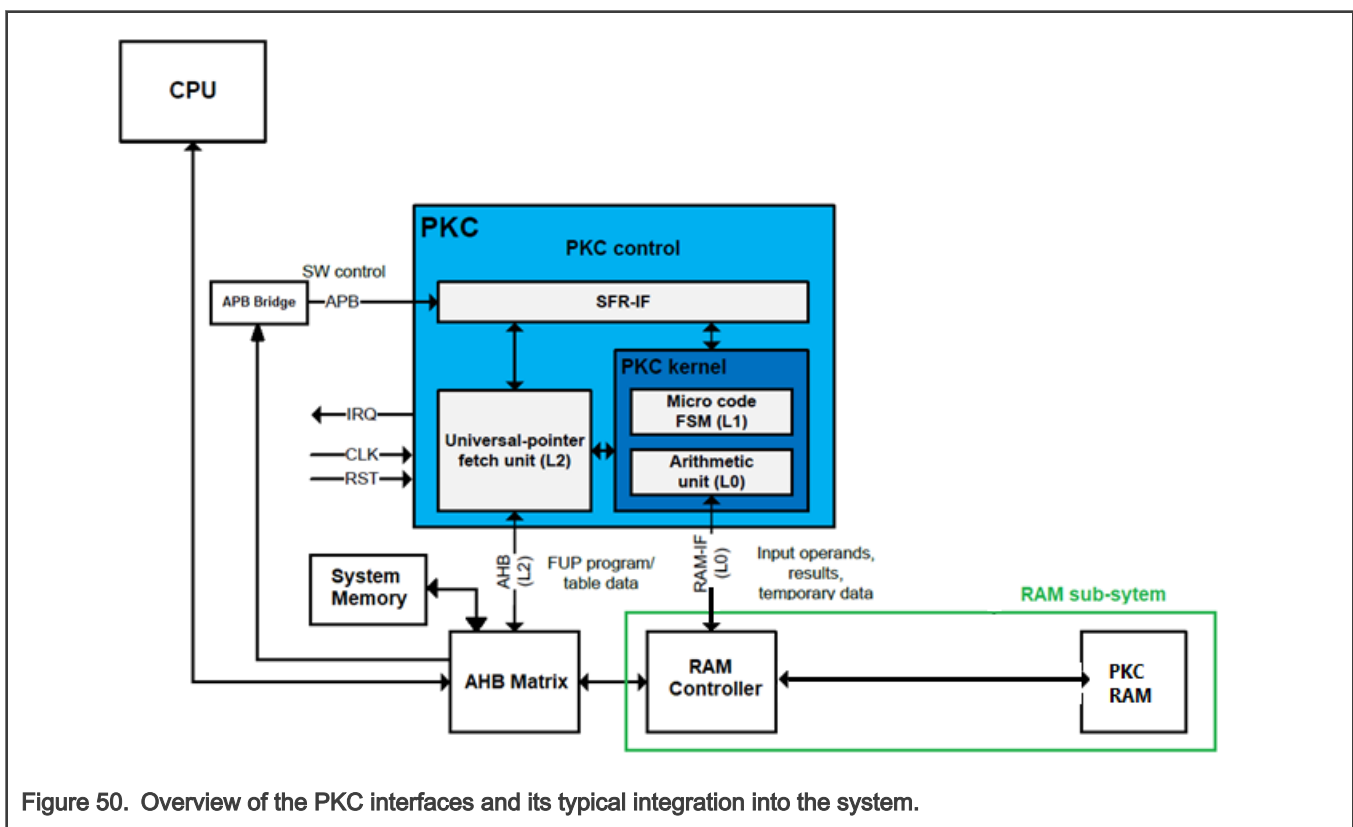 CPU
PKC
PKC control
SW control
APB Bridge
APB
SFR-IF
PKC kernel
Micro code
FSM (L1)
IRQ
Universal-pointer
fetch unit (L2)
CLK
Arithmetic
unit (L0)
RST
AHB
(L2)
FUP program/
table data
RAM-IF
(L0)
Input operands,
results,
temporary data
System
Memory
RAM sub-sytem
AHB Matrix
RAM
Controller
PKC
RAM
Figure 50. Overview of the PKC interfaces and its typical integration into the system.